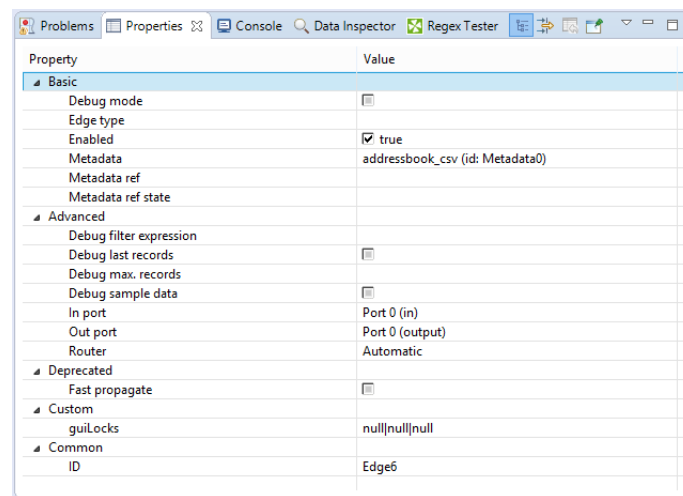 Problems Properties Console Data Inspector Regex Tester
Property Value
Basic
Debug mode
Edge type
Enabled true
Metadata addressbook_csv (id: Metadata0)
Metadata ref
Metadata ref state
Advanced
Debug filter expression
Debug last records
Debug max. records
Debug sample data
In port Port 0 (in)
Out port Port 0 (output)
Router Automatic
Deprecated
Fast propagate
Custom
guiLocks null|null|null
Common
ID Edge6